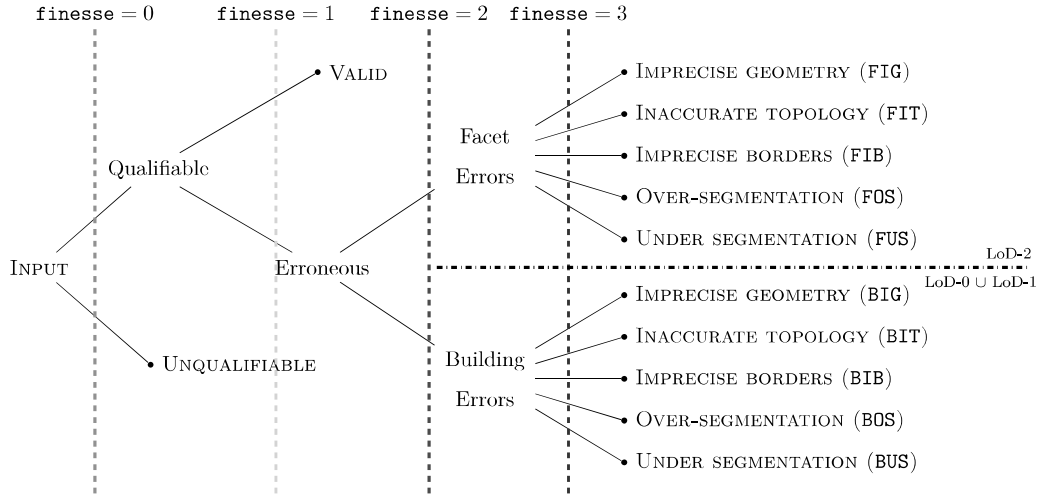 finesse = 0
finesse = 1
finesse = 2
finesse = 3
VALID
Qualifiable
INPUT
Erroneous
UNQUALIFIABLE
Facet
Errors
IMPRECISE GEOMETRY (FIG)
INACCURATE TOPOLOGY (FIT)
IMPRECISE BORDERS (FIB)
OVER-SEGMENTATION (FOS)
UNDER SEGMENTATION (FUS)
LoD-2
LoD-0 ∪ LoD-1
Building
Errors
IMPRECISE GEOMETRY (BIG)
INACCURATE TOPOLOGY (BIT)
IMPRECISE BORDERS (BIB)
OVER-SEGMENTATION (BOS)
UNDER SEGMENTATION (BUS)